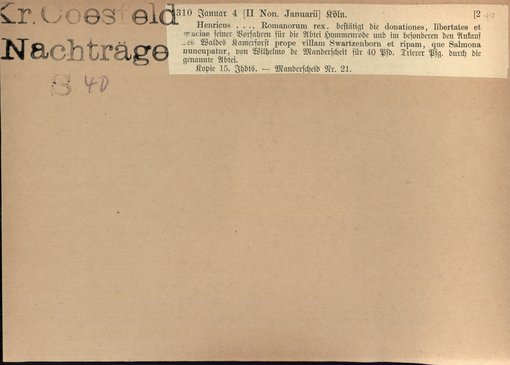 Kr. Coesfeld
Nachträge
S 40
1310 Januar 4 [II Non. Januarii] Köln. [2
Henricus . . ., Romanorum rex, bestätigt die donationes, libertates et
seiner Vorfahren für die Abtei Hymmenrode und im besonderen den Ankauf
des Waldes Kamerforst prope villam Swartzenborn et ripam, que Salmona
nuncupatur, von Wilhelmo de Manderscheit für 40 Pfd. Trierer Pfg. durch die
genannte Abtei.
Kopie 15. Jhdts. — Manderscheid Nr. 21.